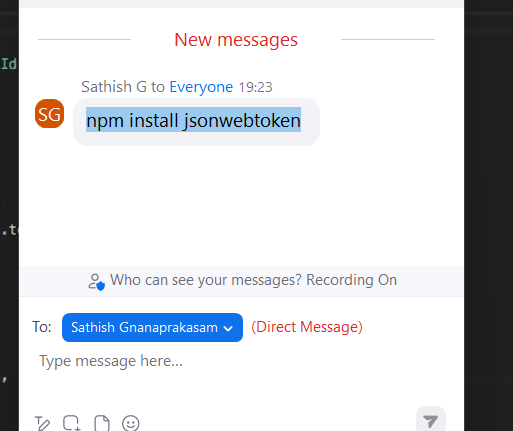 New messages
Id
Sathish G to Everyone 19:23
SG
npm install jsonwebtoken
Who can see your messages? Recording On
To: Sathish Gnanaprakasam (Direct Message)
Type message here...